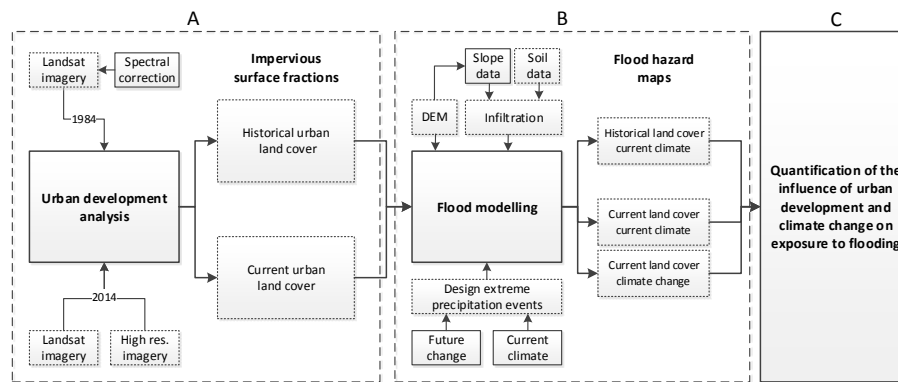 A
Landsat
imagery
Spectral
correction
Impervious
surface fractions
1984
Historical urban
land cover
Urban development
analysis
Current urban
land cover
2014
Landsat
imagery
High res.
imagery
B
Slope
data
Soil
data
Flood hazard
maps
DEM
Infiltration
Historical land cover
current climate
Flood modelling
Current land cover
current climate
Current land cover
climate change
Design extreme
precipitation events
Future
change
Current
climate
C
Quantification of the
influence of urban
development and
climate change on
exposure to flooding